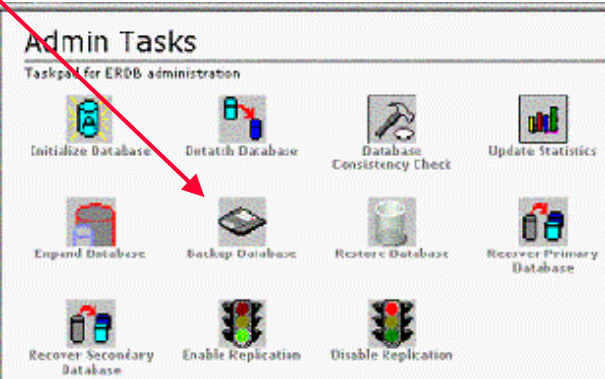 Admin Tasks
Taskpad for ERDB administration
Initialize Database
Detatch Database
Database
Consistency Check
Update Statistics
Expand Database
Backup Database
Restore Database
Recover Primary
Database
Recover Secondary
Database
Enable Replication
Disable Replication